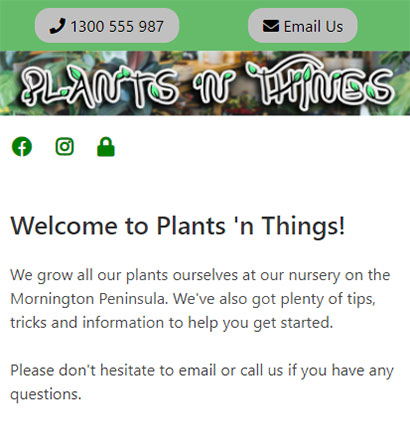 1300 555 987 Email Us
PLANTS 'N THINGS
Welcome to Plants 'n Things!
We grow all our plants ourselves at our nursery on the
Mornington Peninsula. We've also got plenty of tips,
tricks and information to help you get started.
Please don't hesitate to email or call us if you have any
questions.